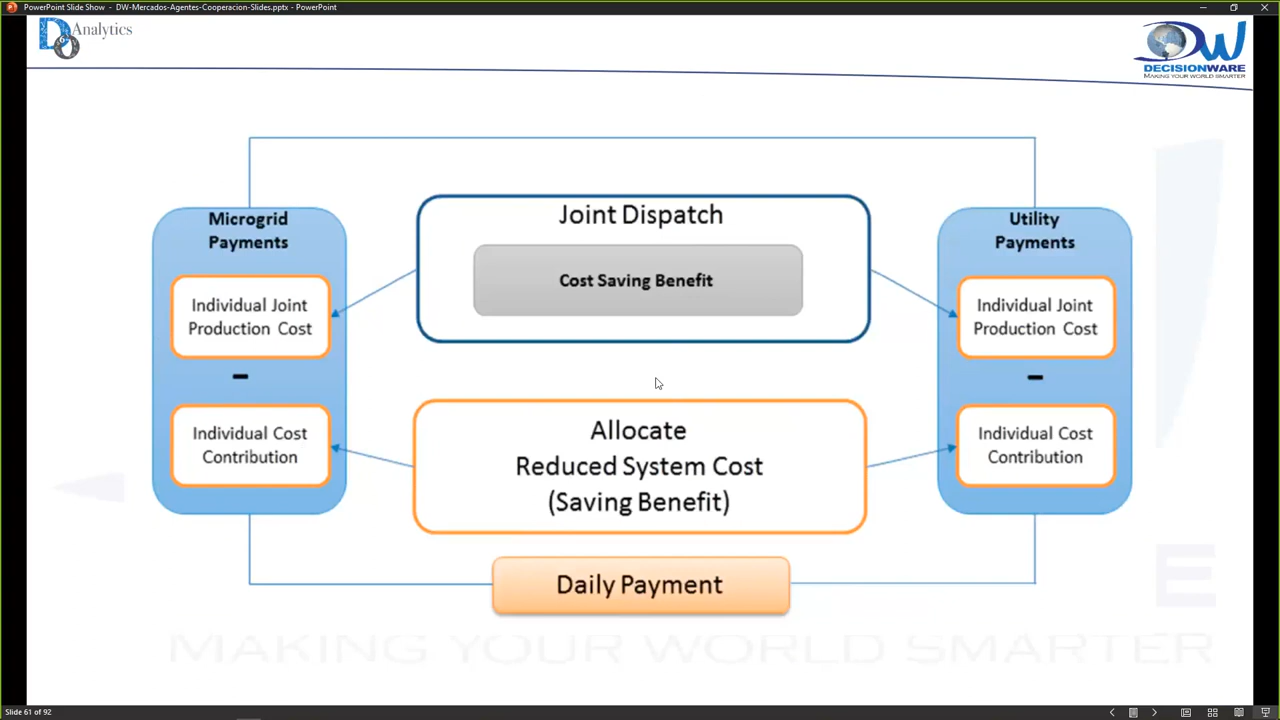 PowerPoint Slide Show - DW-Mercados-Agentes-Cooperacion-Slides.pptx - PowerPoint
DO Analytics
DW
DECISIONWARE
MAKING YOUR WORLD SMARTER
Microgrid
Payments
Individual Joint
Production Cost
-
Individual Cost
Contribution
Joint Dispatch
Cost Saving Benefit
Allocate
Reduced System Cost
(Saving Benefit)
Daily Payment
Utility
Payments
Individual Joint
Production Cost
-
Individual Cost
Contribution
E
MAKING YOUR WORLD SMARTER
Slide 61 of 92